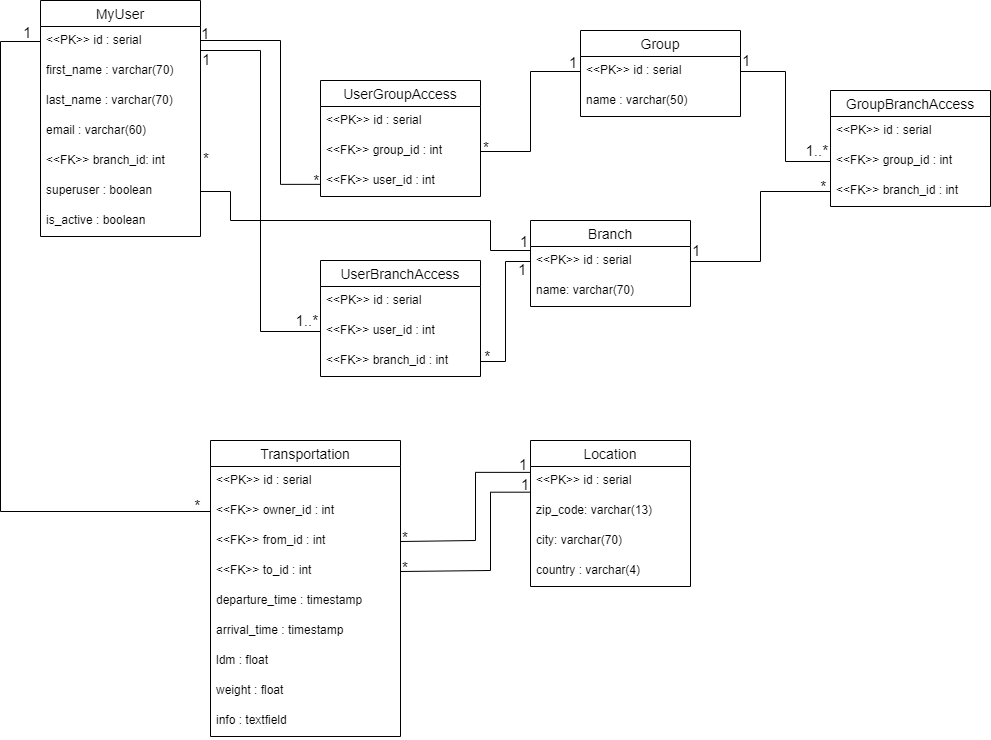 MyUser
<<PK>> id : serial
first_name : varchar(70)
last_name : varchar(70)
email : varchar(60)
<<FK>> branch_id: int
superuser : boolean
is_active : boolean
1
1
1
*
UserGroupAccess
<<PK>> id : serial
<<FK>> group_id : int
<<FK>> user_id : int
*
*
Group
<<PK>> id : serial
name : varchar(50)
1
1
GroupBranchAccess
<<PK>> id : serial
<<FK>> group_id : int
<<FK>> branch_id : int
1..*
*
Branch
<<PK>> id : serial
name: varchar(70)
1
1
1
UserBranchAccess
<<PK>> id : serial
<<FK>> user_id : int
<<FK>> branch_id : int
1..*
*
Transportation
<<PK>> id : serial
<<FK>> owner_id : int
<<FK>> from_id : int
<<FK>> to_id : int
departure_time : timestamp
arrival_time : timestamp
ldm : float
weight : float
info : textfield
*
*
*
Location
<<PK>> id : serial
zip_code: varchar(13)
city: varchar(70)
country : varchar(4)
1
1